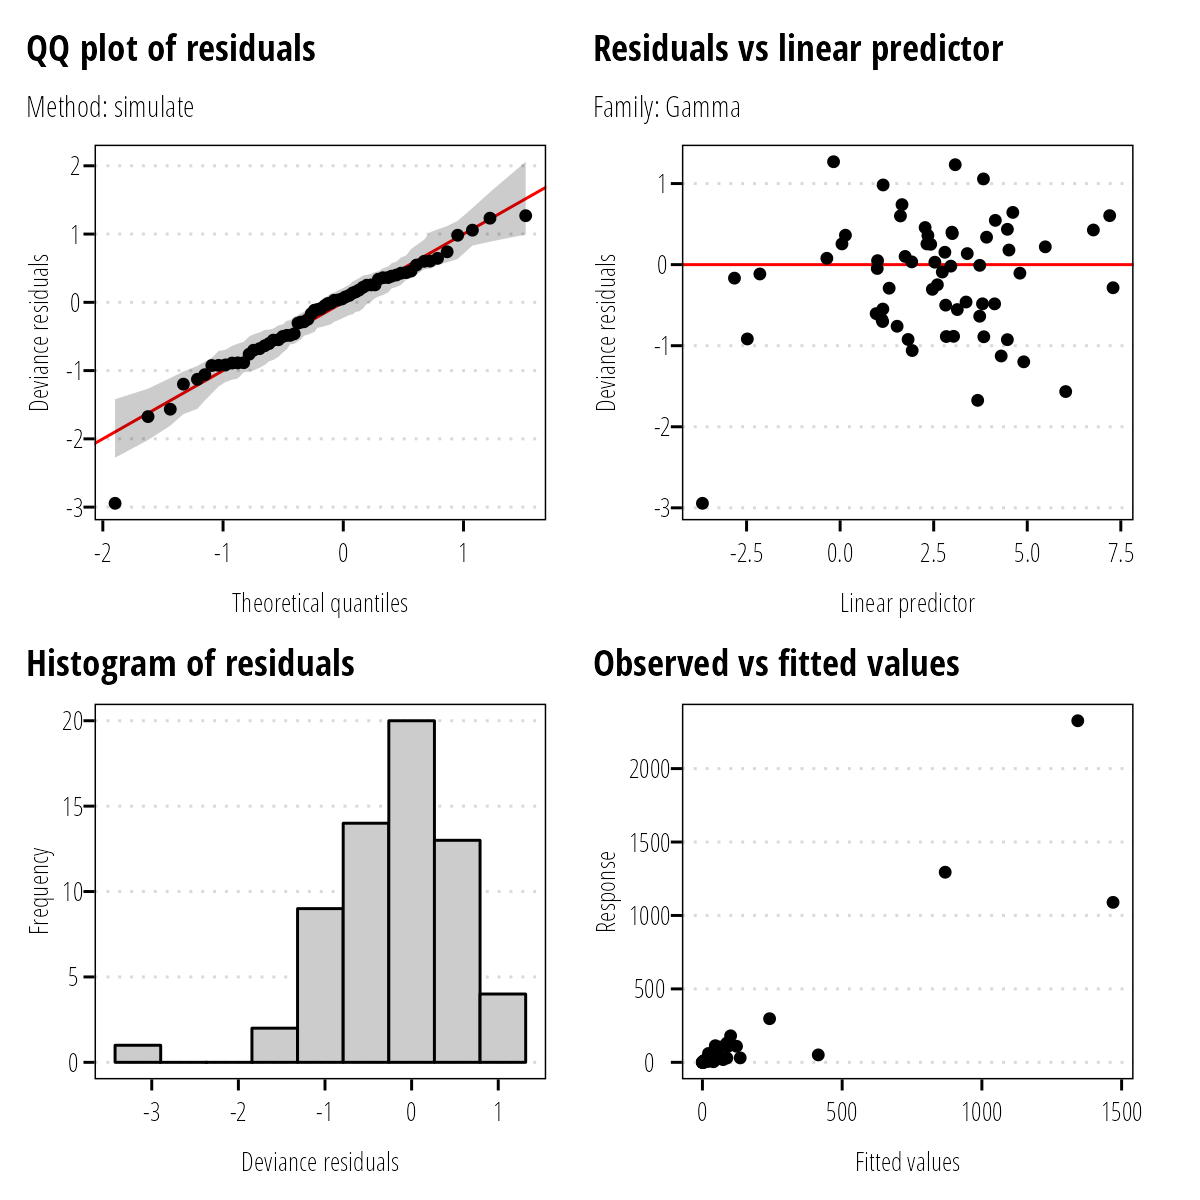 QQ plot of residuals
Method: simulate
2
1
0
-1
-2
-3
Deviance residuals
-2 -1 0 1
Theoretical quantiles
Residuals vs linear predictor
Family: Gamma
1
0
-1
-2
-3
Deviance residuals
-2.5 0.0 2.5 5.0 7.5
Linear predictor
Histogram of residuals
20
15
10
5
0
Frequency
-3 -2 -1 0 1
Deviance residuals
Observed vs fitted values
2000
1500
1000
500
0
Response
0 500 1000 1500
Fitted values